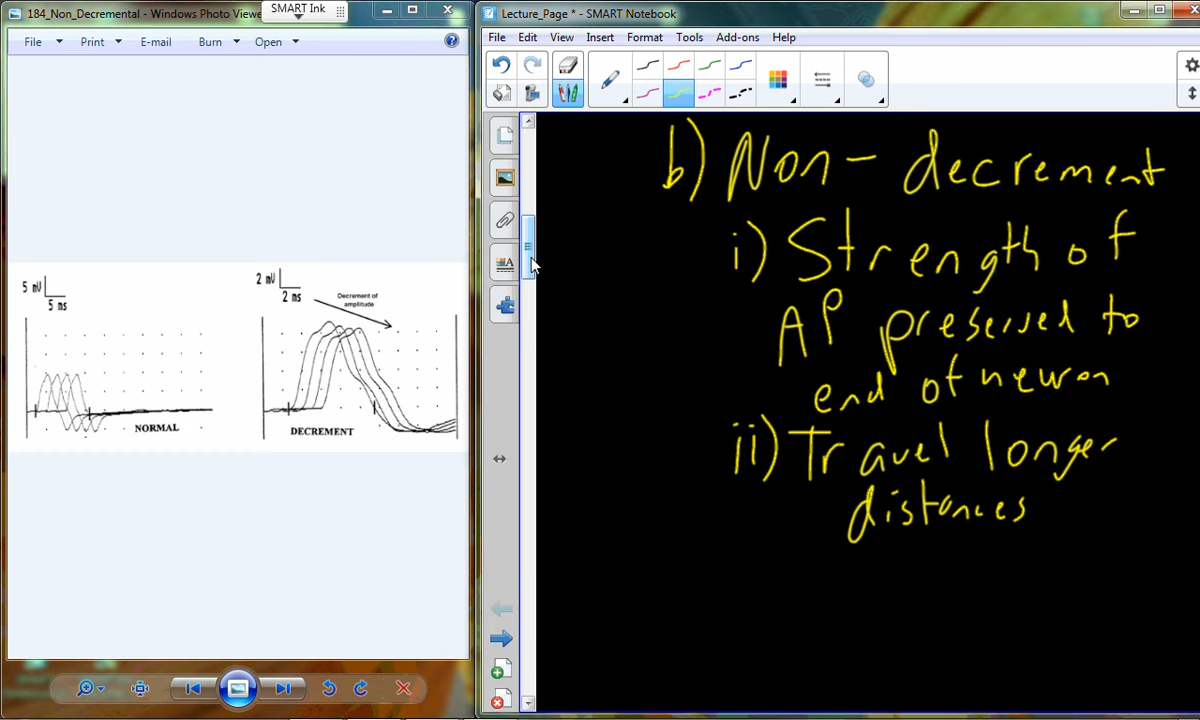 184_Non_Decremental - Windows Photo Viewe
SMART Ink
File Print E-mail Burn Open
5 mV
5 ms
NORMAL
2 mV
2 ms
Decrement of
amplitude
DECREMENT
Lecture_Page * - SMART Notebook
File Edit View Insert Format Tools Add-ons Help
b) Non-decrement
i) Strength of
AP preserved to
end of neuron
ii) Travel longer
distances